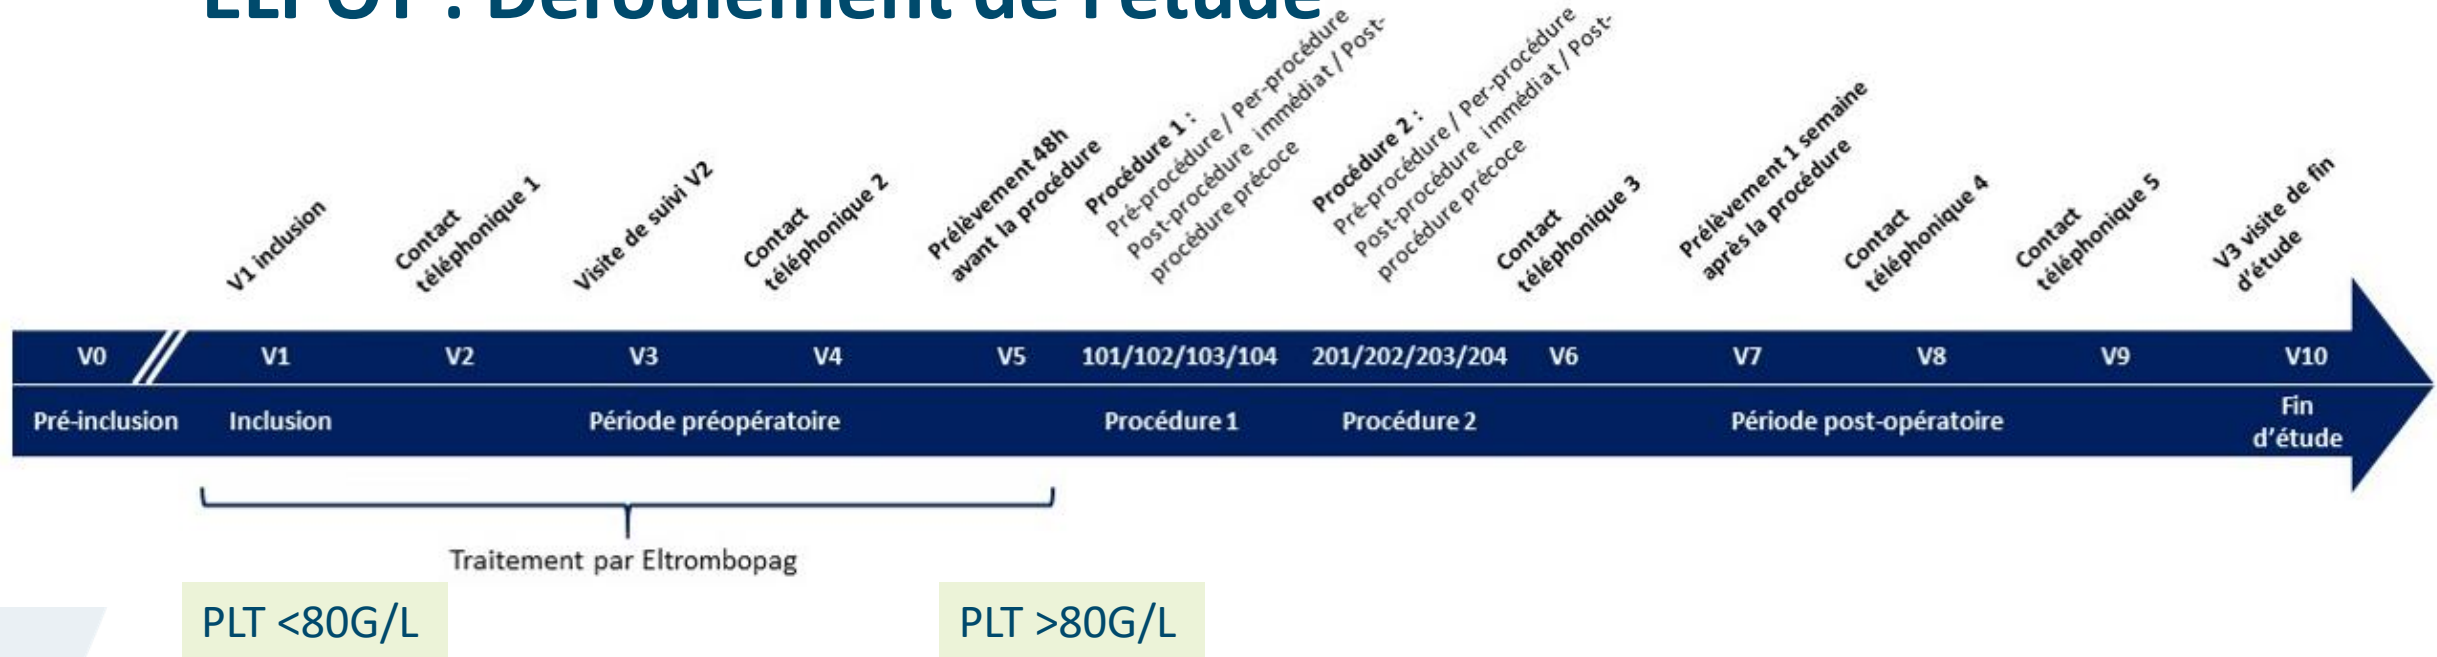 ELPOT : Déroulement de l'étude
V1 inclusion
Contact
téléphonique 1
Visite de suivi V2
Contact
téléphonique 2
Prélèvement 48h
avant la procédure
Procédure 1 :
Pré-procédure / Per-procédure
Post-procédure immédiat / Post-
procédure précoce
Procédure 2 :
Pré-procédure / Per-procédure
Post-procédure immédiat / Post-
procédure précoce
Contact
téléphonique 3
Prélèvement 1 semaine
après la procédure
Contact
téléphonique 4
Contact
téléphonique 5
V3 visite de fin
d'étude
V0 V1 V2 V3 V4 V5 101/102/103/104 201/202/203/204 V6 V7 V8 V9 V10
Pré-inclusion Inclusion Période préopératoire Procédure 1 Procédure 2 Période post-opératoire Fin
d'étude
Traitement par Eltrombopag
PLT <80G/L PLT >80G/L